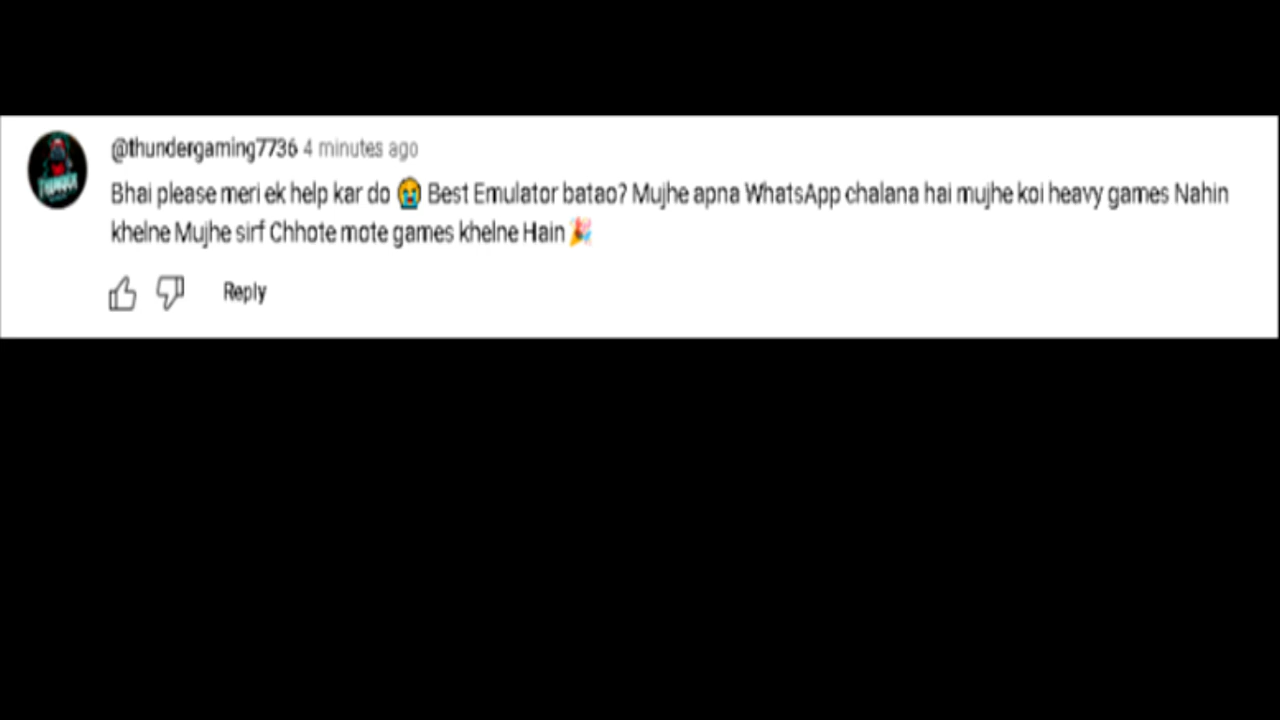 @thundergaming7736 4 minutes ago
Bhai please meri ek help kar do 😭 Best Emulator batao? Mujhe apna WhatsApp chalana hai mujhe koi heavy games Nahin
khelne Mujhe sirf Chhote mote games khelne Hain 🎉
Reply